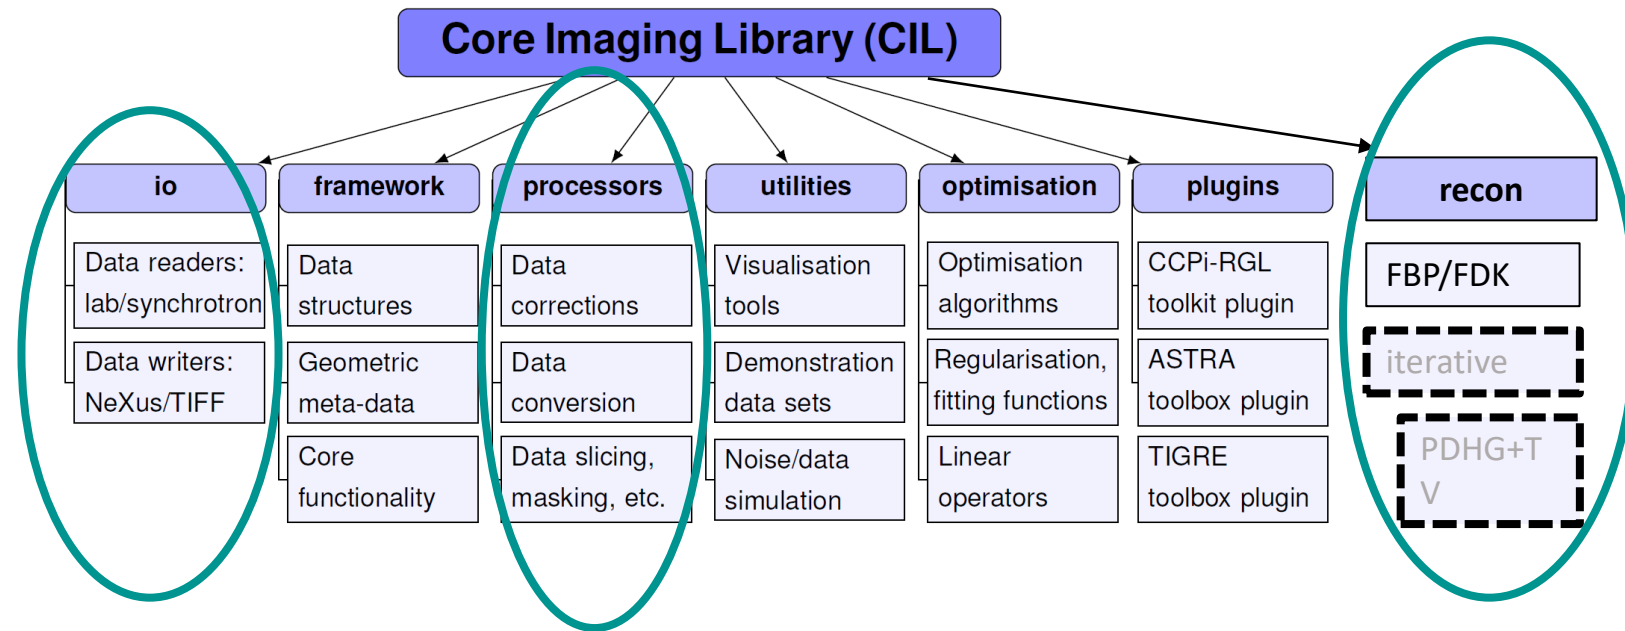 Core Imaging Library (CIL)
io
Data readers:
lab/synchrotron
Data writers:
NeXus/TIFF
framework
Data
structures
Geometric
meta-data
Core
functionality
processors
Data
corrections
Data
conversion
Data slicing,
masking, etc.
utilities
Visualisation
tools
Demonstration
data sets
Noise/data
simulation
optimisation
Optimisation
algorithms
Regularisation,
fitting functions
Linear
operators
plugins
CCPi-RGL
toolkit plugin
ASTRA
toolbox plugin
TIGRE
toolbox plugin
recon
FBP/FDK
iterative
PDHG+T
V